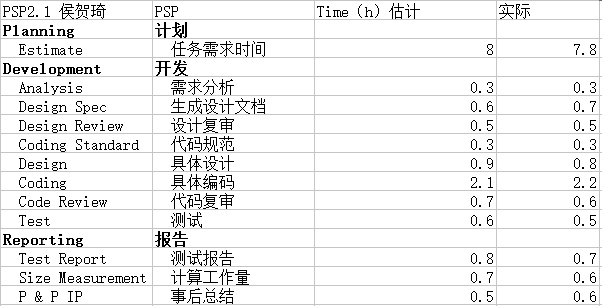 PSP2.1 侯贺琦 PSP Time（h）估计 实际
Planning 计划
Estimate 任务需求时间 8 7.8
Development 开发
Analysis 需求分析 0.3 0.3
Design Spec 生成设计文档 0.6 0.7
Design Review 设计复审 0.5 0.5
Coding Standard 代码规范 0.3 0.3
Design 具体设计 0.9 0.8
Coding 具体编码 2.1 2.2
Code Review 代码复审 0.7 0.6
Test 测试 0.6 0.5
Reporting 报告
Test Report 测试报告 0.8 0.7
Size Measurement 计算工作量 0.7 0.6
P & P IP 事后总结 0.5 0.6